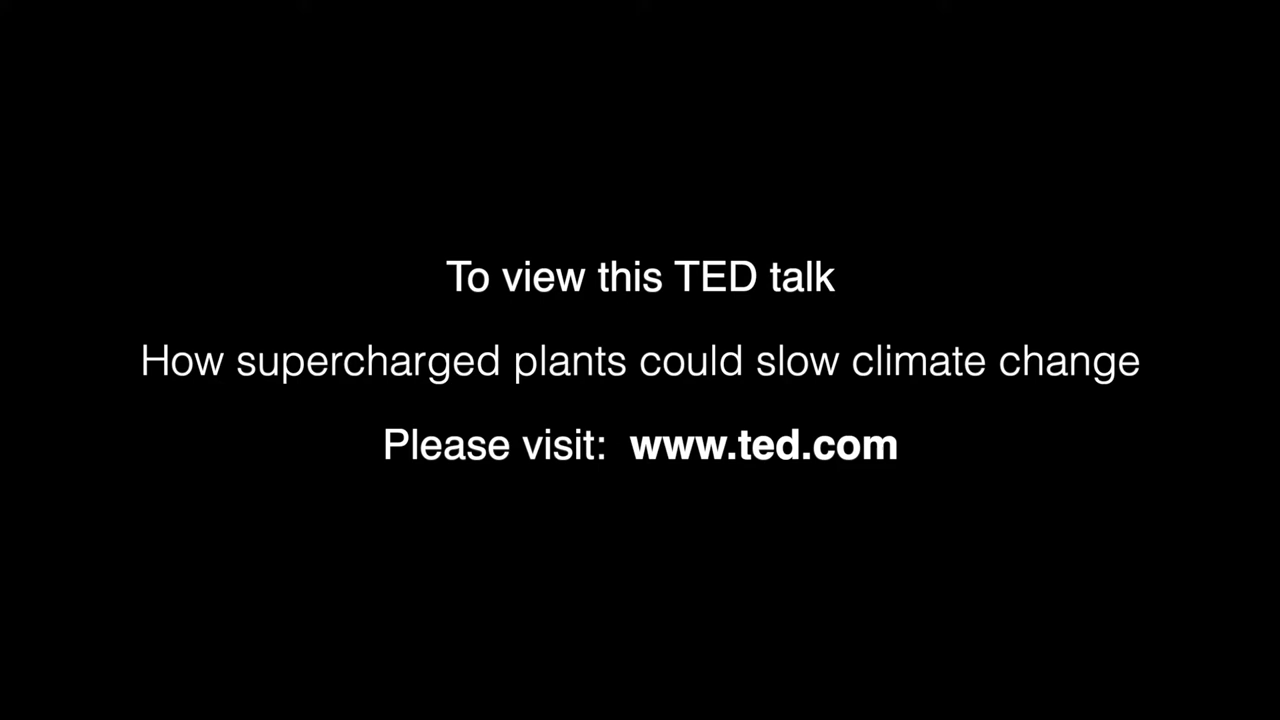 To view this TED talk
How supercharged plants could slow climate change
Please visit: www.ted.com